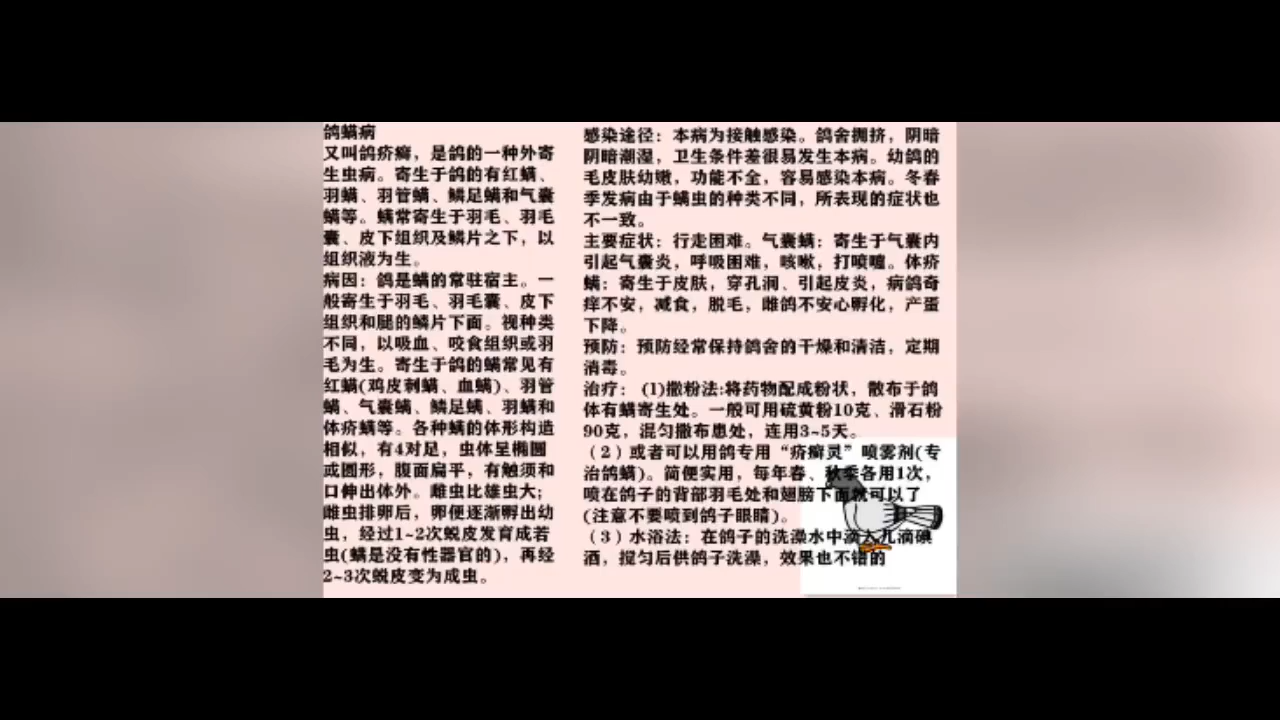 鸽螨病
又叫鸽疥癣，是鸽的一种外寄
生虫病。寄生于鸽的有红螨、
羽螨、羽管螨、鳞足螨和气囊
螨等。螨常寄生于羽毛、羽毛
囊、皮下组织及鳞片之下，以
组织液为生。
病因：鸽是螨的常驻宿主。一
般寄生于羽毛、羽毛囊、皮下
组织和腿的鳞片下面。视种类
不同，以吸血、咬食组织或羽
毛为生。寄生于鸽的螨常见有
红螨(鸡皮刺螨、血螨)、羽管
螨、气囊螨、鳞足螨、羽螨和
体疥螨等。各种螨的体形构造
相似，有4对足，虫体呈椭圆
或圆形，腹面扁平，有触须和
口伸出体外。雌虫比雄虫大；
雌虫排卵后，卵便逐渐孵出幼
虫，经过1~2次蜕皮发育成若
虫(螨是没有性器官的)，再经
2~3次蜕皮变为成虫。
感染途径：本病为接触感染。鸽舍拥挤，阴暗
阴暗潮湿，卫生条件差很易发生本病。幼鸽的
毛皮肤幼嫩，功能不全，容易感染本病。冬春
季发病由于螨虫的种类不同，所表现的症状也
不一致。
主要症状：行走困难。气囊螨：寄生于气囊内
引起气囊炎，呼吸困难，咳嗽，打喷嚏。体疥
螨：寄生于皮肤，穿孔洞、引起皮炎，病鸽奇
痒不安，减食，脱毛，雌鸽不安心孵化，产蛋
下降。
预防：预防经常保持鸽舍的干燥和清洁，定期
消毒。
治疗： (1)撒粉法:将药物配成粉状，散布于鸽
体有螨寄生处。一般可用硫黄粉10克、滑石粉
90克，混匀撒布患处，连用3~5天。
（2）或者可以用鸽专用“疥癣灵”喷雾剂(专
治鸽螨)。简便实用，每年春、秋季各用1次，
喷在鸽子的背部羽毛处和翅膀下面就可以了
(注意不要喷到鸽子眼睛)。
（3）水浴法：在鸽子的洗澡水中滴入几滴碘
酒，搅匀后供鸽子洗澡，效果也不错的